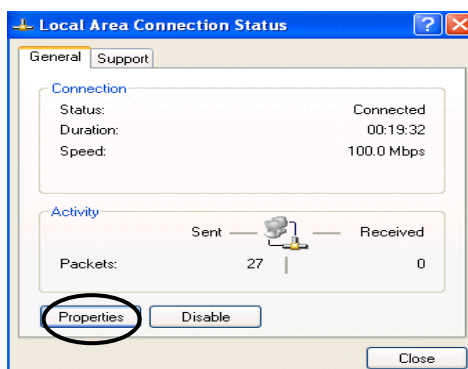 Local Area Connection Status
General Support
Connection
Status: Connected
Duration: 00:19:32
Speed: 100.0 Mbps
Activity
Sent Received
Packets: 27 0
Properties Disable
Close